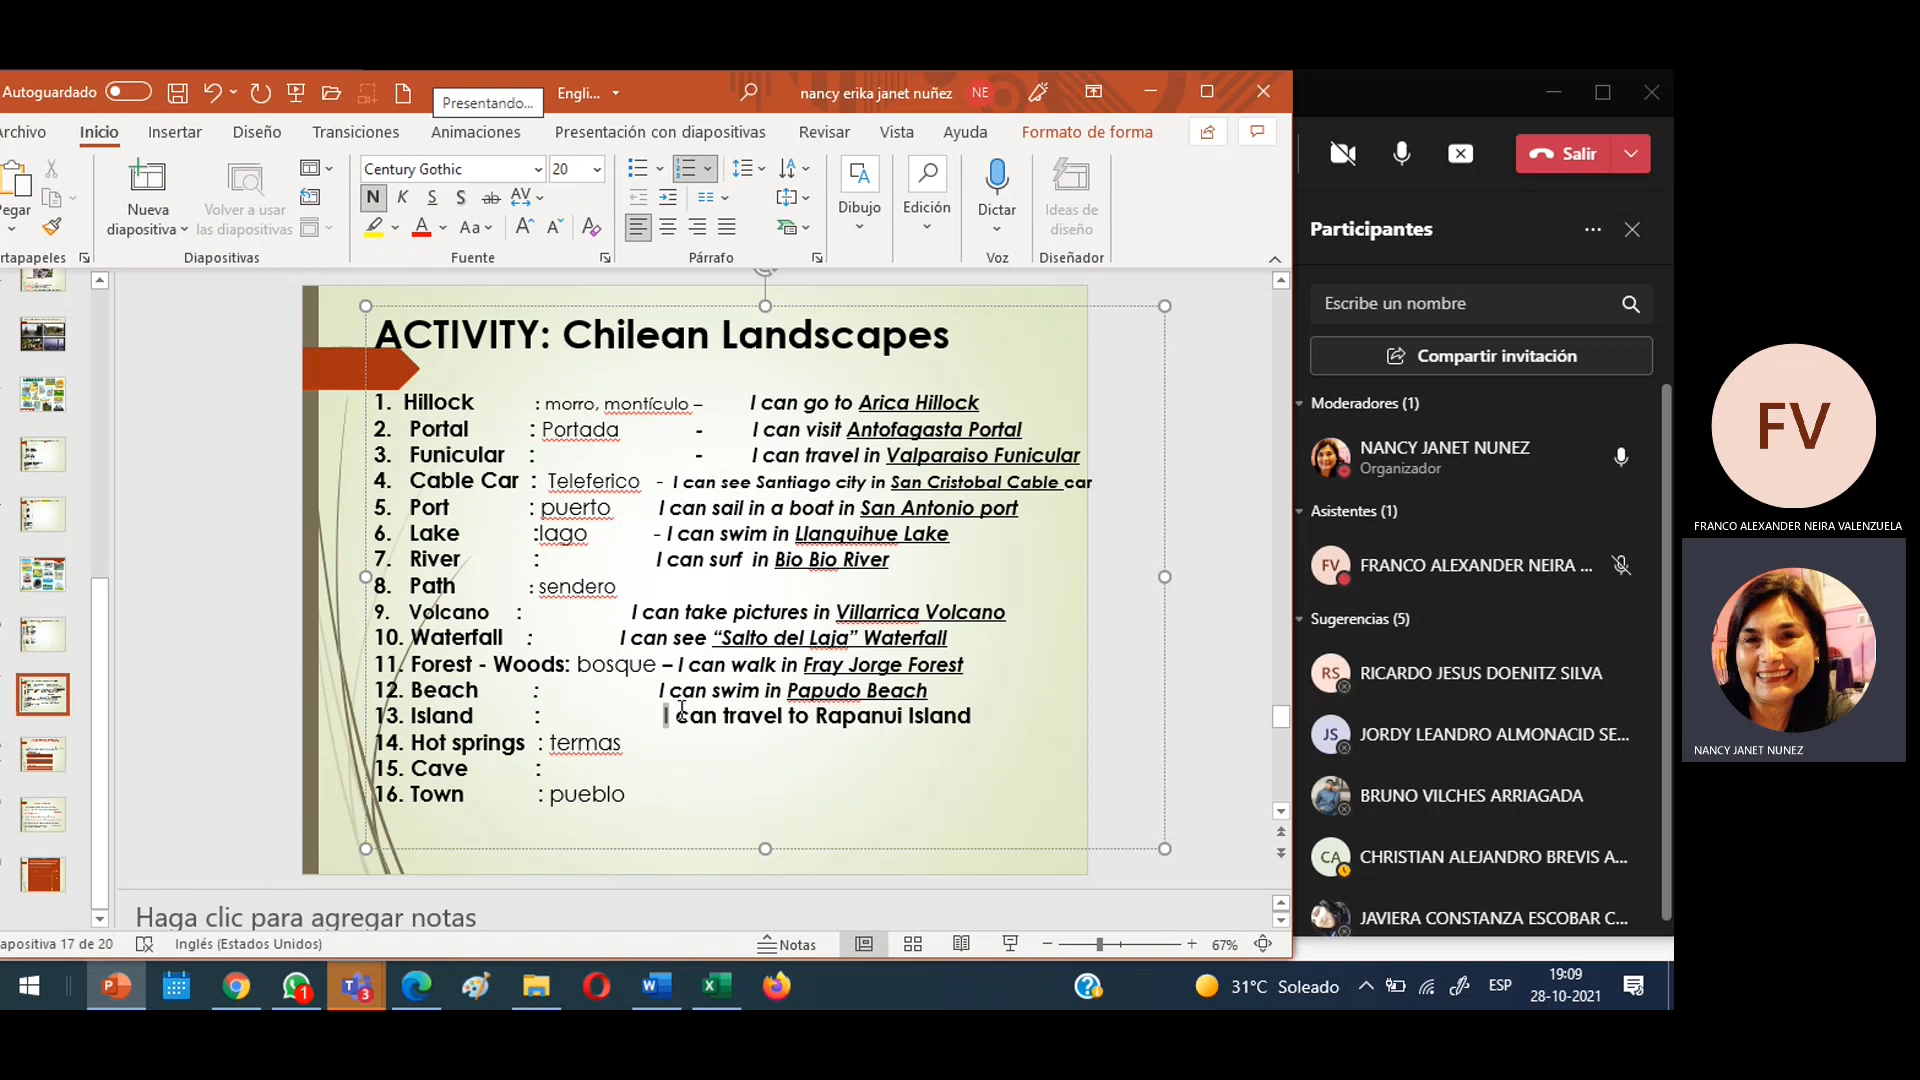 Autoguardado
Presentando...
Engli...
nancy erika janet nuñez
NE
Archivo Inicio Insertar Diseño Transiciones Animaciones Presentación con diapositivas Revisar Vista Ayuda Formato de forma
Salir
Pegar
Nueva diapositiva
Volver a usar las diapositivas
Century Gothic 20
N K S S ab AV
A Aa A A A
Dibujo
Edición
Dictar
Ideas de diseño
rtapapeles
Diapositivas
Fuente
Párrafo
Voz
Diseñador
ACTIVITY: Chilean Landscapes
1. Hillock : morro, montículo – I can go to Arica Hillock
2. Portal : Portada - I can visit Antofagasta Portal
3. Funicular : - I can travel in Valparaiso Funicular
4. Cable Car : Teleferico - I can see Santiago city in San Cristobal Cable car
5. Port : puerto I can sail in a boat in San Antonio port
6. Lake :lago - I can swim in Llanquihue Lake
7. River : I can surf in Bio Bio River
8. Path : sendero
9. Volcano : I can take pictures in Villarrica Volcano
10. Waterfall : I can see “Salto del Laja” Waterfall
11. Forest - Woods: bosque – I can walk in Fray Jorge Forest
12. Beach : I can swim in Papudo Beach
13. Island : I can travel to Rapanui Island
14. Hot springs : termas
15. Cave :
16. Town : pueblo
Haga clic para agregar notas
apositiva 17 de 20
Inglés (Estados Unidos)
Notas
67%
Participantes
Escribe un nombre
Compartir invitación
Moderadores (1)
NANCY JANET NUNEZ
Organizador
Asistentes (1)
FV
FRANCO ALEXANDER NEIRA ...
Sugerencias (5)
RS
RICARDO JESUS DOENITZ SILVA
JS
JORDY LEANDRO ALMONACID SE...
BRUNO VILCHES ARRIAGADA
CA
CHRISTIAN ALEJANDRO BREVIS A...
JAVIERA CONSTANZA ESCOBAR C...
FV
FRANCO ALEXANDER NEIRA VALENZUELA
NANCY JANET NUNEZ
1
3
31°C Soleado
ESP
19:09
28-10-2021